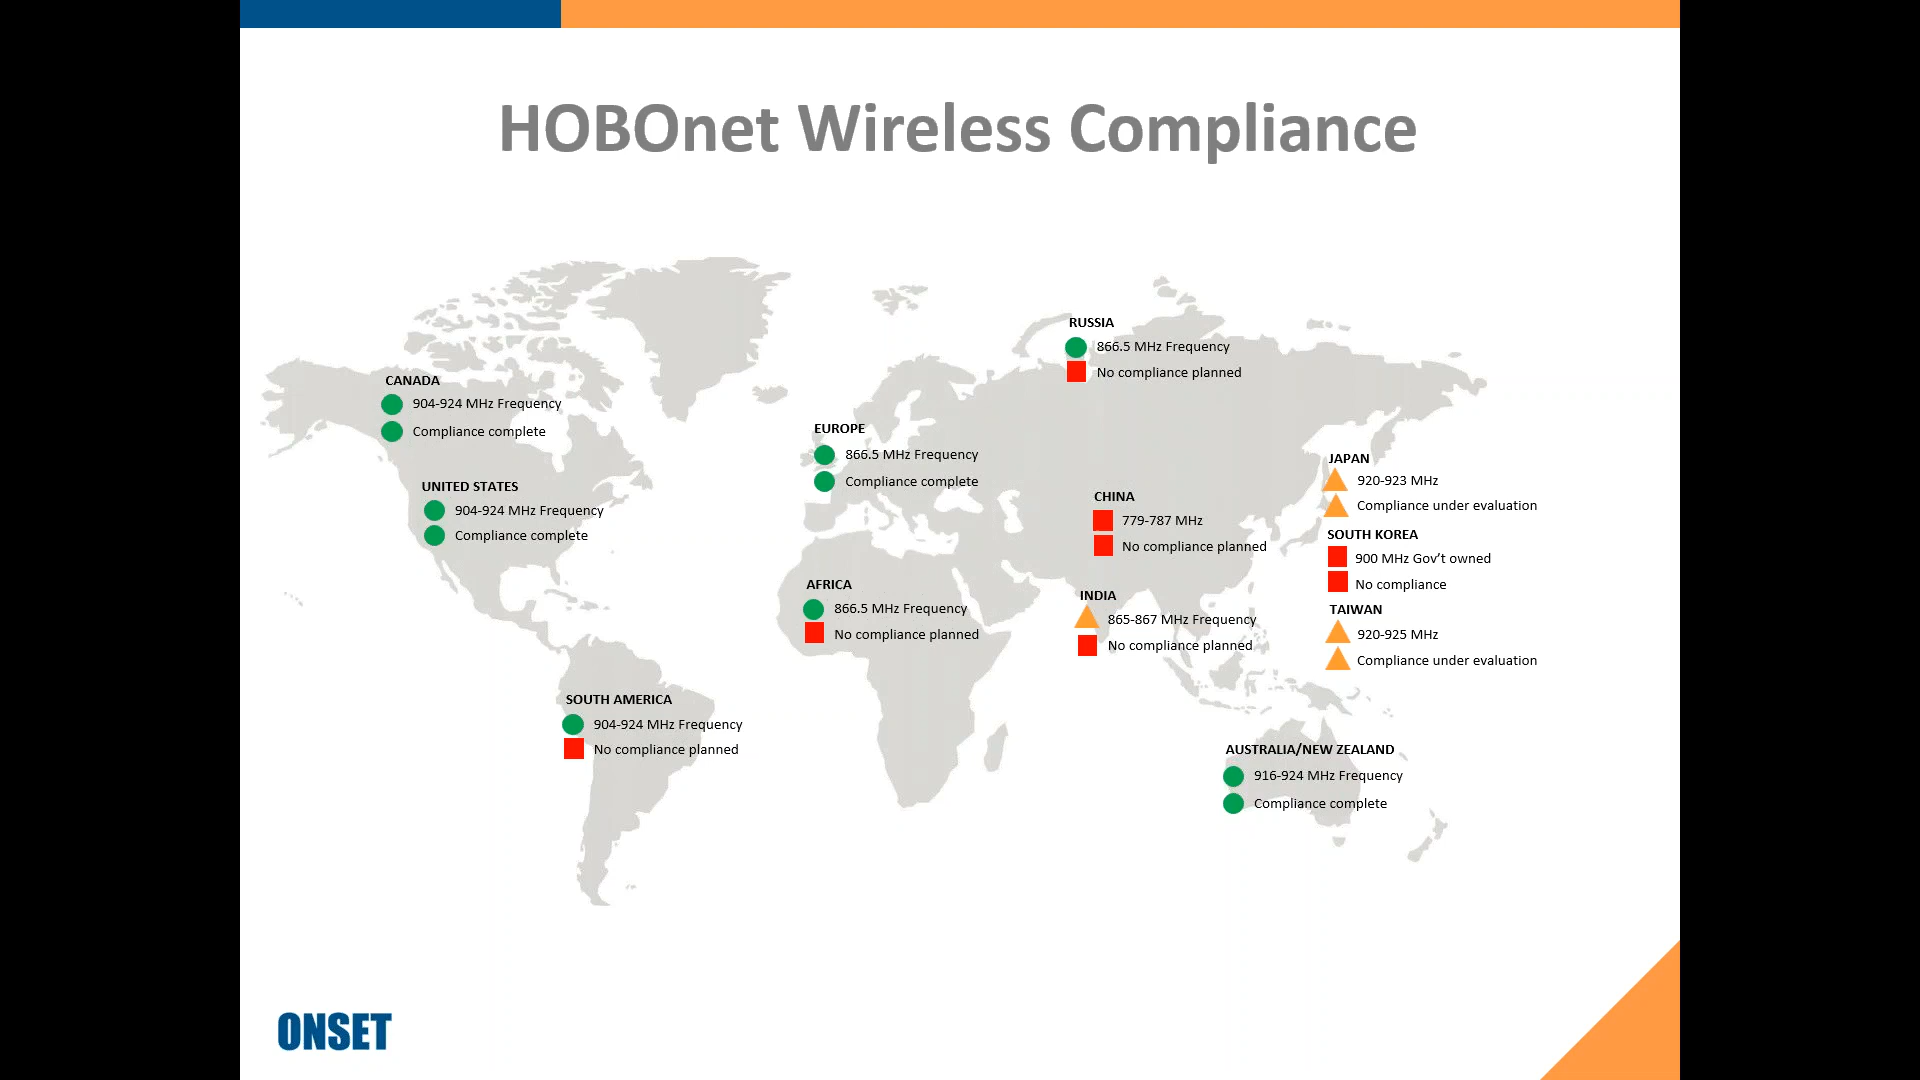 HOBOnet Wireless Compliance
RUSSIA
866.5 MHz Frequency
No compliance planned
CANADA
904-924 MHz Frequency
Compliance complete
EUROPE
866.5 MHz Frequency
Compliance complete
JAPAN
920-923 MHz
Compliance under evaluation
UNITED STATES
904-924 MHz Frequency
Compliance complete
CHINA
779-787 MHz
No compliance planned
SOUTH KOREA
900 MHz Gov’t owned
No compliance
AFRICA
866.5 MHz Frequency
No compliance planned
INDIA
865-867 MHz Frequency
No compliance planned
TAIWAN
920-925 MHz
Compliance under evaluation
SOUTH AMERICA
904-924 MHz Frequency
No compliance planned
AUSTRALIA/NEW ZEALAND
916-924 MHz Frequency
Compliance complete
ONSET